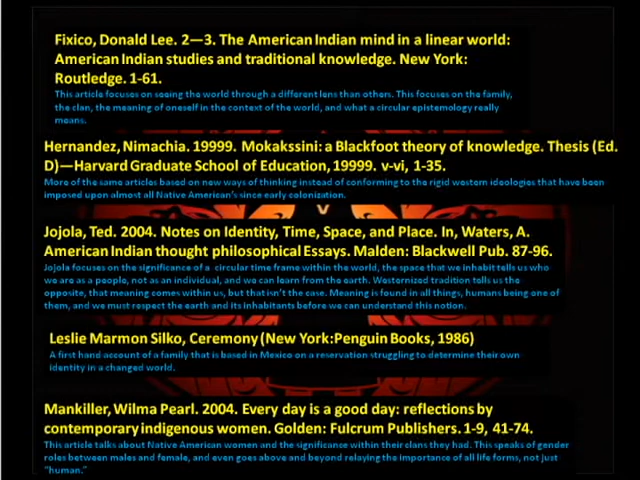 Fixico, Donald Lee. 2—3. The American Indian mind in a linear world:
American Indian studies and traditional knowledge. New York:
Routledge. 1-61.
This article focuses on seeing the world through a different lens than others. This focuses on the family,
the clan, the meaning of oneself in the context of the world, and what a circular epistemology really
means.
Hernandez, Nimachia. 19999. Mokakssini: a Blackfoot theory of knowledge. Thesis (Ed.
D)—Harvard Graduate School of Education, 19999. v-vi, 1-35.
More of the same articles based on new ways of thinking instead of conforming to the rigid western ideologies that have been
imposed upon almost all Native American's since early colonization.
Jojola, Ted. 2004. Notes on Identity, Time, Space, and Place. In, Waters, A.
American Indian thought philosophical Essays. Malden: Blackwell Pub. 87-96.
Jojola focuses on the significance of a circular time frame within the world, the space that we inhabit tells us who
we are as a people, not as an individual, and we can learn from the earth. Westernized tradition tells us the
opposite, that meaning comes within us, but that isn't the case. Meaning is found in all things, humans being one of
them, and we must respect the earth and its inhabitants before we can understand this notion.
Leslie Marmon Silko, Ceremony (New York:Penguin Books, 1986)
A first hand account of a family that is based in Mexico on a reservation struggling to determine their own
identity in a changed world.
Mankiller, Wilma Pearl. 2004. Every day is a good day: reflections by
contemporary indigenous women. Golden: Fulcrum Publishers. 1-9, 41-74.
This article talks about Native American women and the significance within their clans they had. This speaks of gender
roles between males and female, and even goes above and beyond relaying the importance of all life forms, not just
"human."